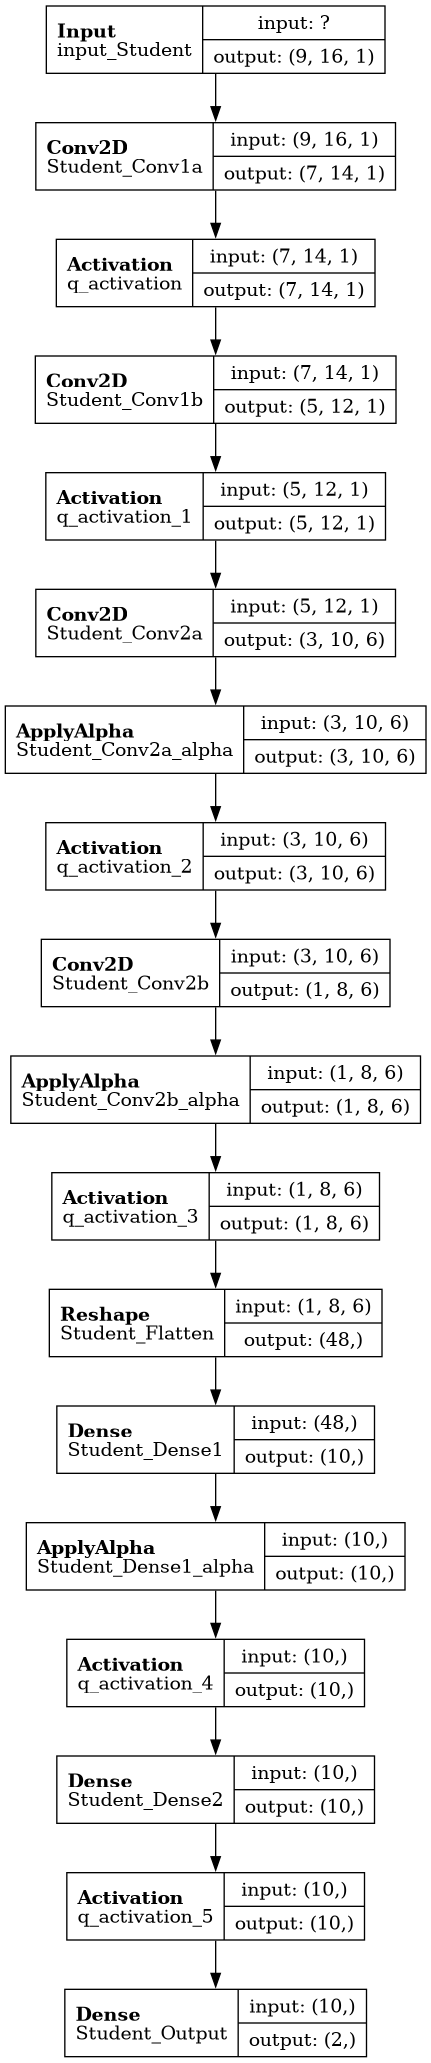 Input
input_Student
input: ?
output: (9, 16, 1)
Conv2D
Student_Conv1a
input: (9, 16, 1)
output: (7, 14, 1)
Activation
q_activation
input: (7, 14, 1)
output: (7, 14, 1)
Conv2D
Student_Conv1b
input: (7, 14, 1)
output: (5, 12, 1)
Activation
q_activation_1
input: (5, 12, 1)
output: (5, 12, 1)
Conv2D
Student_Conv2a
input: (5, 12, 1)
output: (3, 10, 6)
ApplyAlpha
Student_Conv2a_alpha
input: (3, 10, 6)
output: (3, 10, 6)
Activation
q_activation_2
input: (3, 10, 6)
output: (3, 10, 6)
Conv2D
Student_Conv2b
input: (3, 10, 6)
output: (1, 8, 6)
ApplyAlpha
Student_Conv2b_alpha
input: (1, 8, 6)
output: (1, 8, 6)
Activation
q_activation_3
input: (1, 8, 6)
output: (1, 8, 6)
Reshape
Student_Flatten
input: (1, 8, 6)
output: (48,)
Dense
Student_Dense1
input: (48,)
output: (10,)
ApplyAlpha
Student_Dense1_alpha
input: (10,)
output: (10,)
Activation
q_activation_4
input: (10,)
output: (10,)
Dense
Student_Dense2
input: (10,)
output: (10,)
Activation
q_activation_5
input: (10,)
output: (10,)
Dense
Student_Output
input: (10,)
output: (2,)